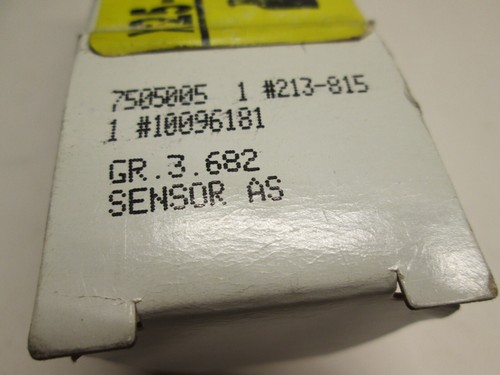 7505005 1 #213-815
1 #10096181
GR.3.682
SENSOR AS